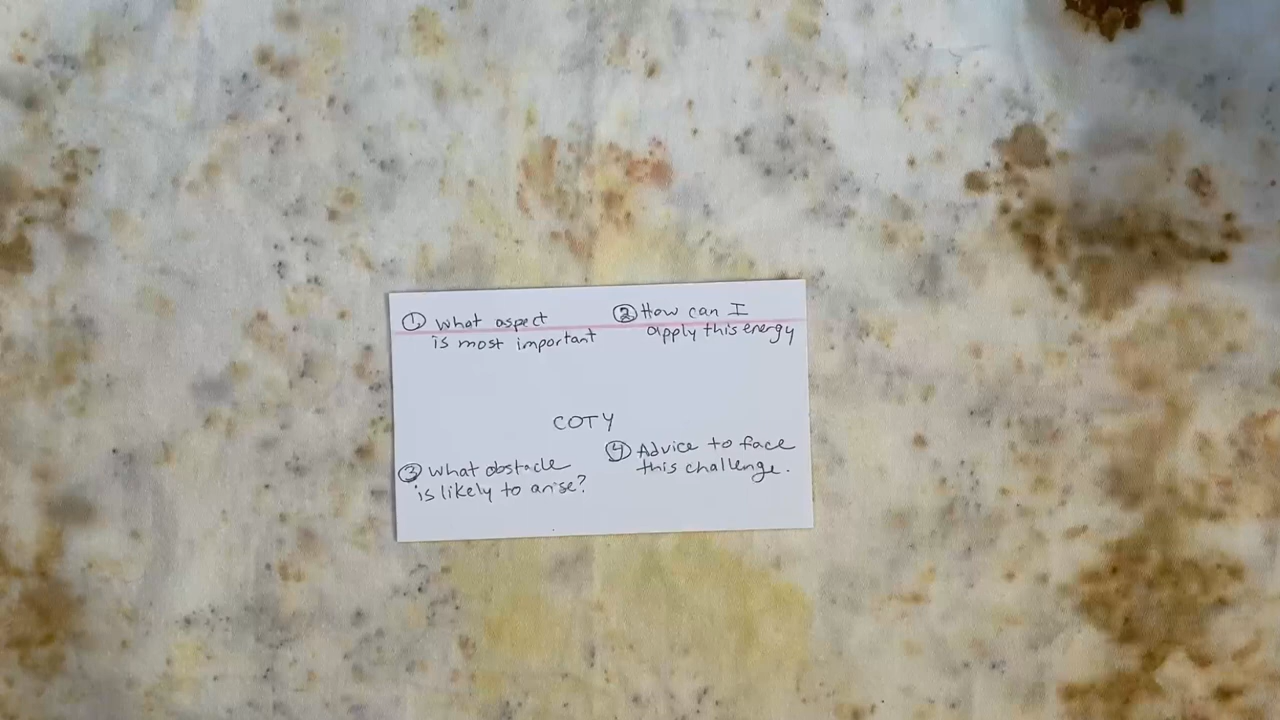 ① What aspect
is most important
② How can I
apply this energy
COTY
③ What obstacle
is likely to arise?
④ Advice to face
this challenge.